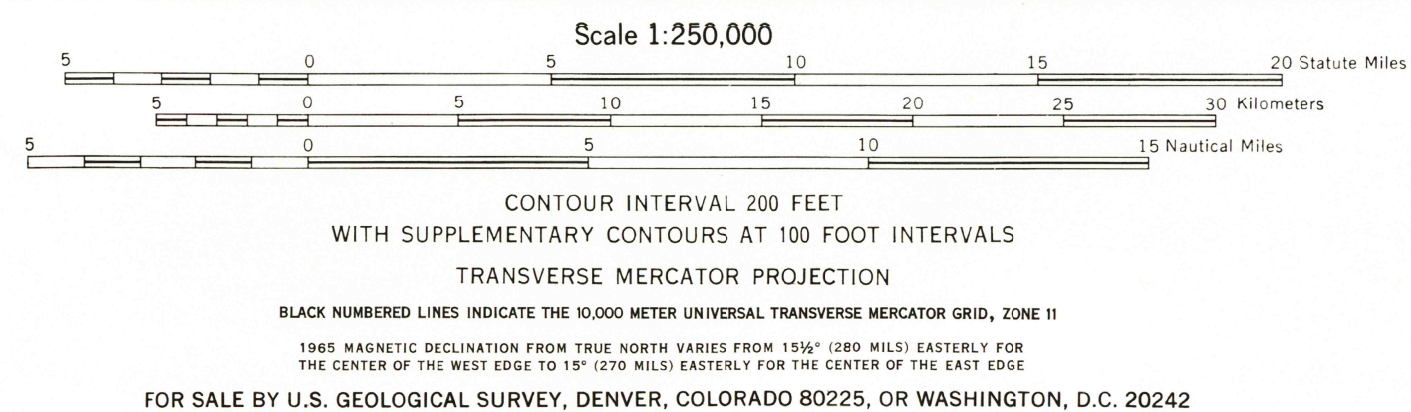 Scale 1:250,000
5 0 5 10 15 20 Statute Miles
5 0 5 10 15 20 25 30 Kilometers
5 0 5 10 15 Nautical Miles
CONTOUR INTERVAL 200 FEET
WITH SUPPLEMENTARY CONTOURS AT 100 FOOT INTERVALS
TRANSVERSE MERCATOR PROJECTION
BLACK NUMBERED LINES INDICATE THE 10,000 METER UNIVERSAL TRANSVERSE MERCATOR GRID, ZONE 11
1965 MAGNETIC DECLINATION FROM TRUE NORTH VARIES FROM 15½° (280 MILS) EASTERLY FOR
THE CENTER OF THE WEST EDGE TO 15° (270 MILS) EASTERLY FOR THE CENTER OF THE EAST EDGE
FOR SALE BY U.S. GEOLOGICAL SURVEY, DENVER, COLORADO 80225, OR WASHINGTON, D.C. 20242